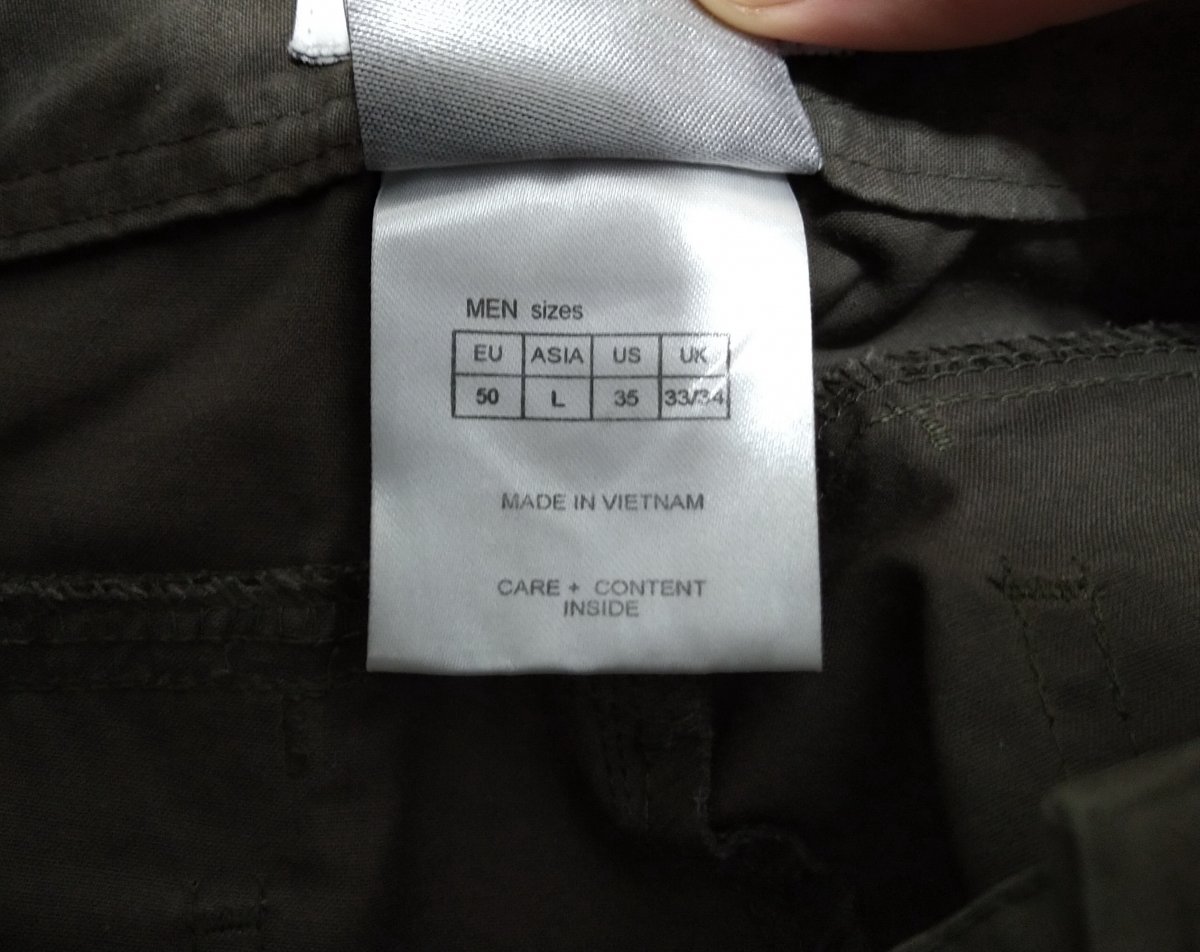 MEN sizes
EU ASIA US UK
50 L 35 33/34
MADE IN VIETNAM
CARE + CONTENT
INSIDE